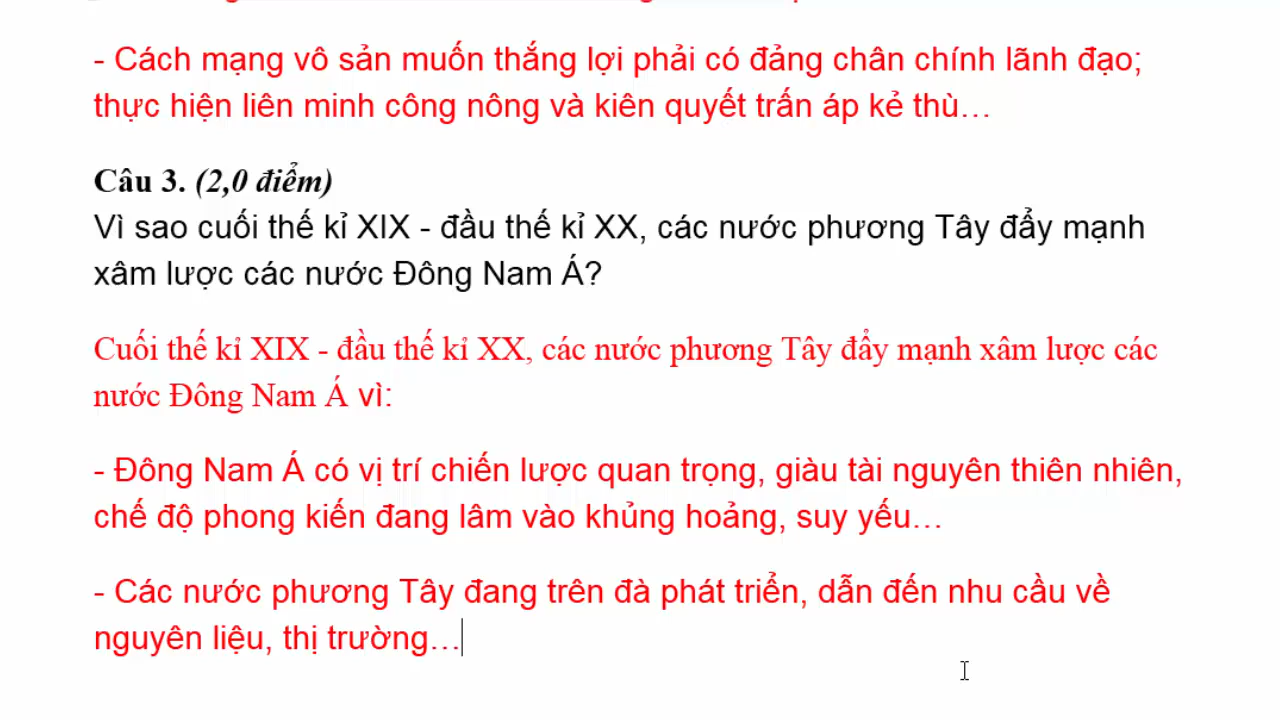 - Cách mạng vô sản muốn thắng lợi phải có đảng chân chính lãnh đạo;
thực hiện liên minh công nông và kiên quyết trấn áp kẻ thù…
Câu 3. (2,0 điểm)
Vì sao cuối thế kỉ XIX - đầu thế kỉ XX, các nước phương Tây đẩy mạnh
xâm lược các nước Đông Nam Á?
Cuối thế kỉ XIX - đầu thế kỉ XX, các nước phương Tây đẩy mạnh xâm lược các
nước Đông Nam Á vì:
- Đông Nam Á có vị trí chiến lược quan trọng, giàu tài nguyên thiên nhiên,
chế độ phong kiến đang lâm vào khủng hoảng, suy yếu…
- Các nước phương Tây đang trên đà phát triển, dẫn đến nhu cầu về
nguyên liệu, thị trường…